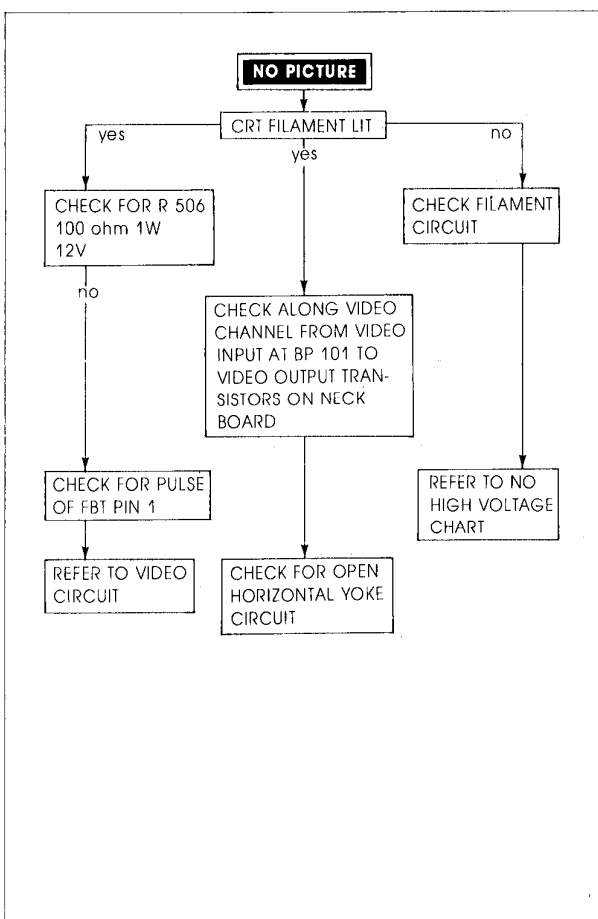 NO PICTURE
CRT FILAMENT LIT
yes
yes
no
CHECK FOR R 506
100 ohm 1W
12V
no
CHECK FOR PULSE
OF FBT PIN 1
REFER TO VIDEO
CIRCUIT
CHECK ALONG VIDEO
CHANNEL FROM VIDEO
INPUT AT BP 101 TO
VIDEO OUTPUT TRAN-
SISTORS ON NECK
BOARD
CHECK FOR OPEN
HORIZONTAL YOKE
CIRCUIT
CHECK FILAMENT
CIRCUIT
REFER TO NO
HIGH VOLTAGE
CHART